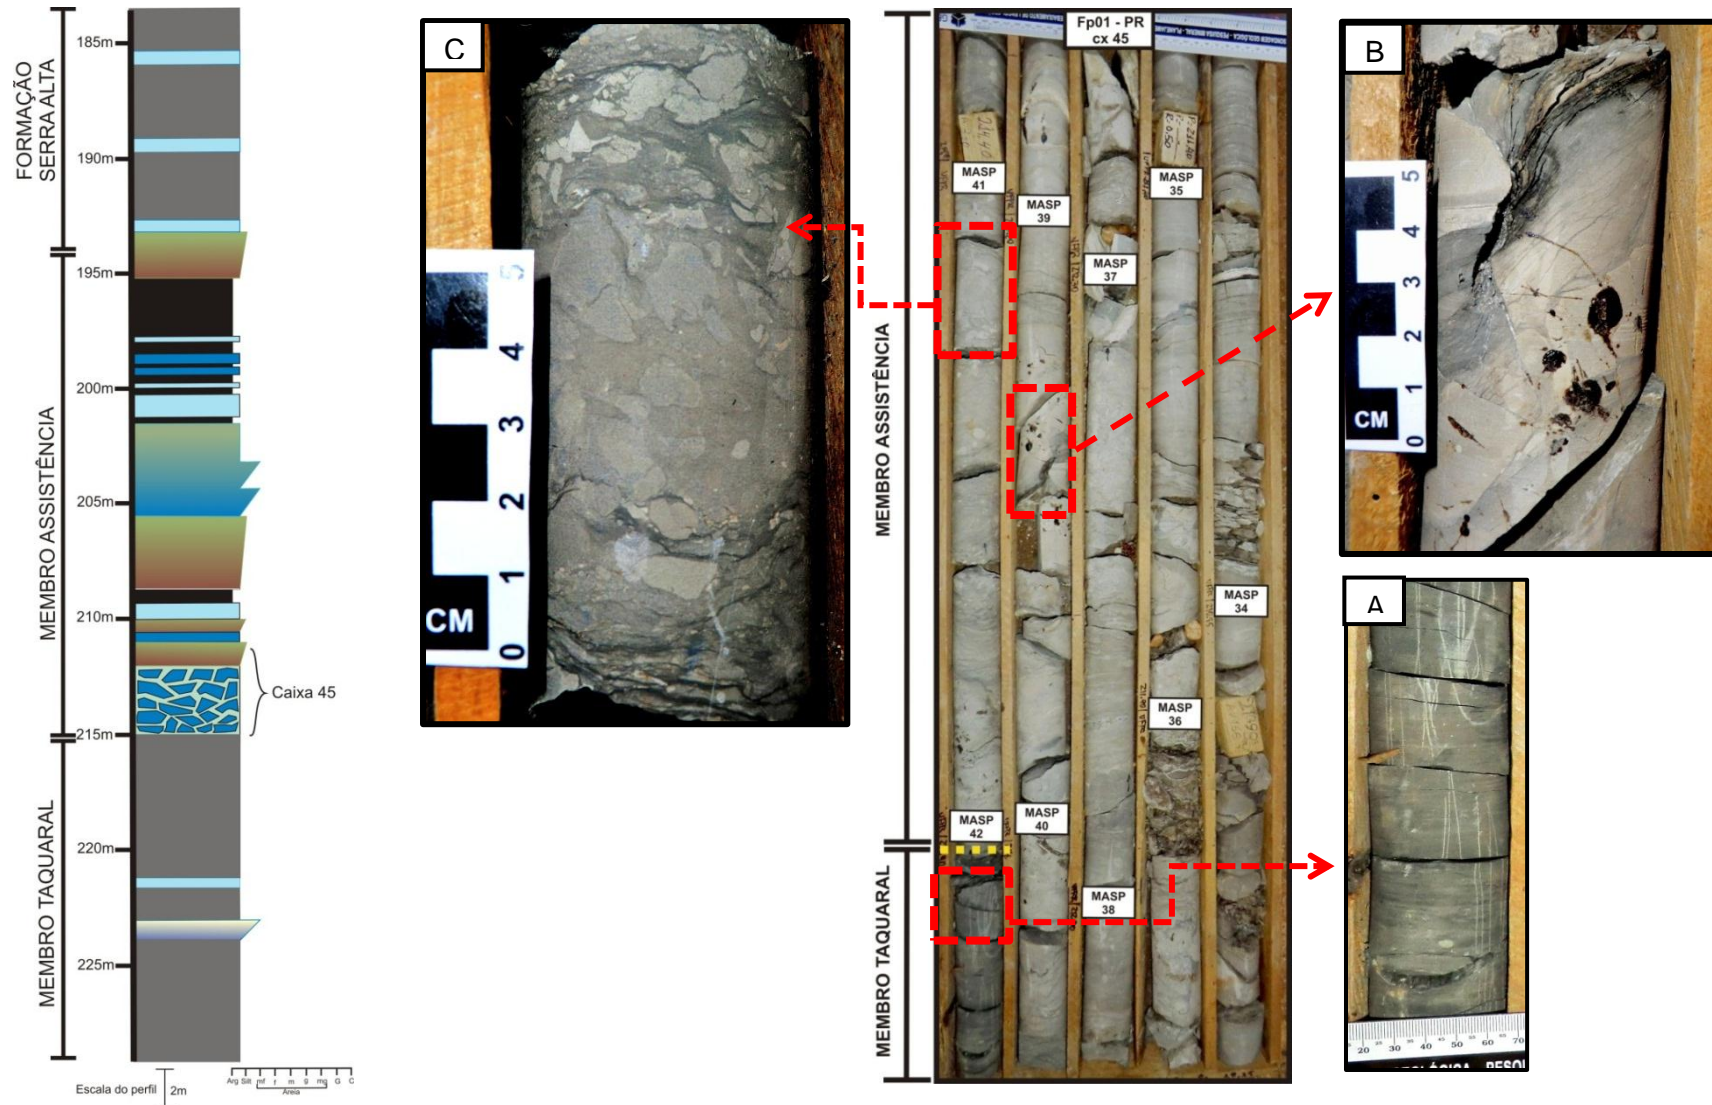 FORMAÇÃO
SERRA ALTA
MEMBRO ASSISTÊNCIA
MEMBRO TAQUARAL
185m
190m
195m
200m
205m
210m
215m
220m
225m
Caixa 45
Escala do perfil
2m
Arg Silt mf f m g mg G C
Areia
C
5
4
3
2
1
0
CM
MEMBRO ASSISTÊNCIA
MEMBRO TAQUARAL
Fp01 - PR
cx 45
MASP
41
MASP
39
MASP
37
MASP
35
MASP
34
MASP
36
MASP
42
MASP
40
MASP
38
B
5
4
3
2
1
0
CM
A
20 30 40 50 60 70